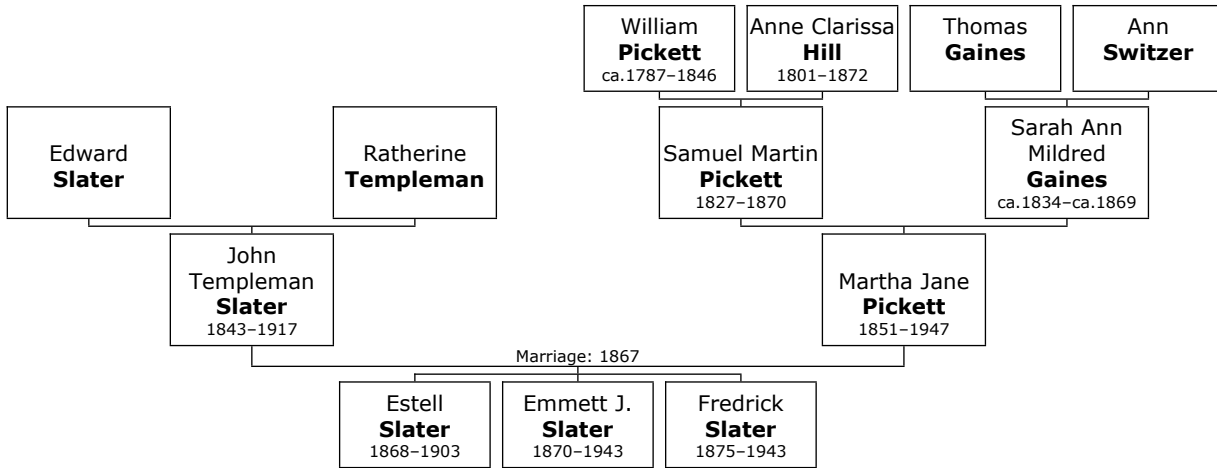 William
Pickett
ca.1787–1846
Anne Clarissa
Hill
1801–1872
Thomas
Gaines
Ann
Switzer
Edward
Slater
Ratherine
Templeman
Samuel Martin
Pickett
1827–1870
Sarah Ann
Mildred
Gaines
ca.1834–ca.1869
John
Templeman
Slater
1843–1917
Martha Jane
Pickett
1851–1947
Marriage: 1867
Estell
Slater
1868–1903
Emmett J.
Slater
1870–1943
Fredrick
Slater
1875–1943